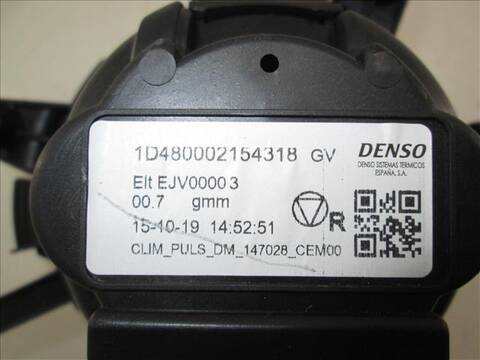 1D480002154318 GV
DENSO
DENSO SISTEMAS TERMICOS
ESPAÑA, S.A.
Elt EJV00003
00.7 gmm
15-10-19 14:52:51
R
CLIM_PULS_DM_147028_CEM00